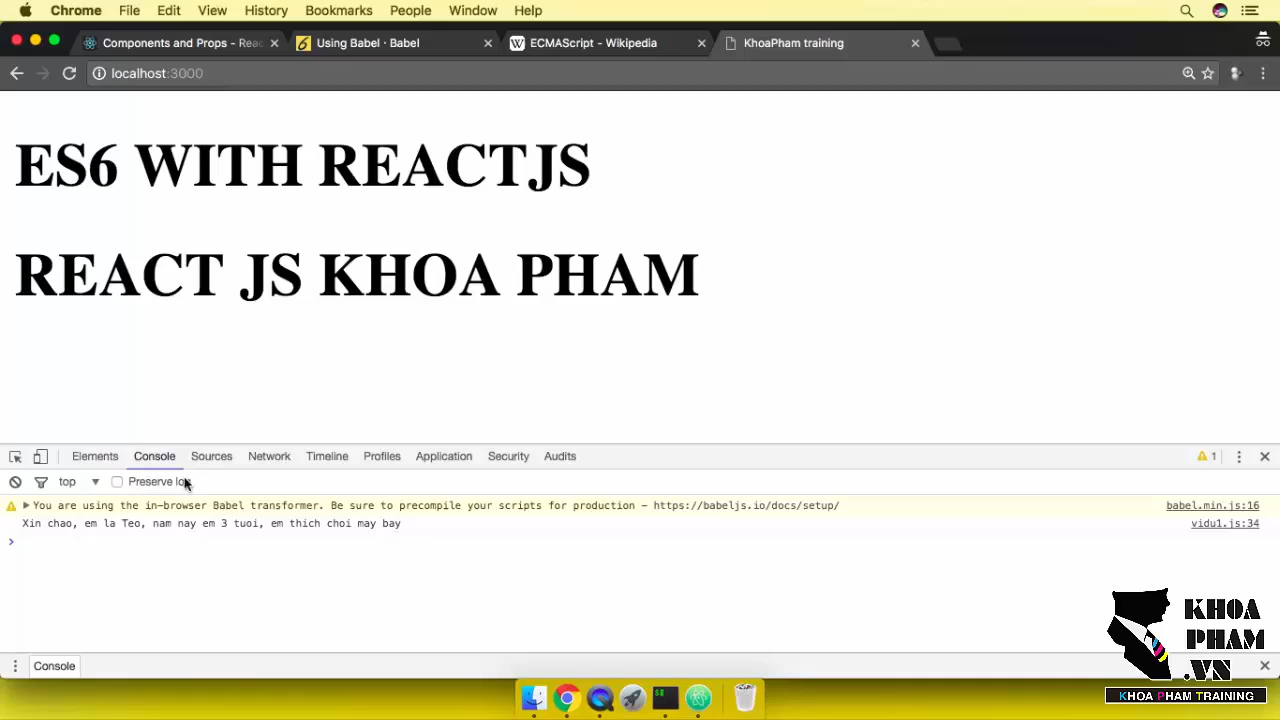 Chrome File Edit View History Bookmarks People Window Help
Components and Props - Reac Using Babel · Babel ECMAScript - Wikipedia KhoaPham training
localhost:3000
ES6 WITH REACTJS
REACT JS KHOA PHAM
Elements Console Sources Network Timeline Profiles Application Security Audits 1
top Preserve log
You are using the in-browser Babel transformer. Be sure to precompile your scripts for production - https://babeljs.io/docs/setup/ babel.min.js:16
Xin chao, em la Teo, nam nay em 3 tuoi, em thich choi may bay vidu1.js:34
Console
KHOA
PHAM
.VN
KHOA PHAM TRAINING